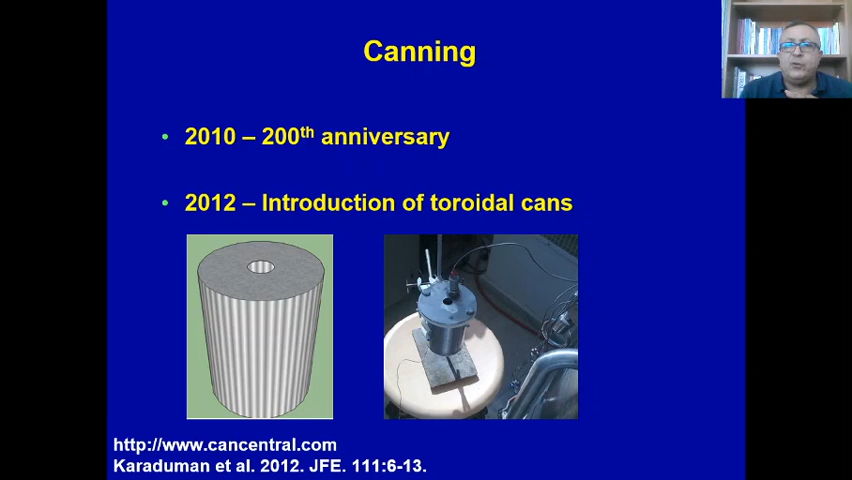 Canning
• 2010 – 200th anniversary
• 2012 – Introduction of toroidal cans
http://www.cancentral.com
Karaduman et al. 2012. JFE. 111:6-13.